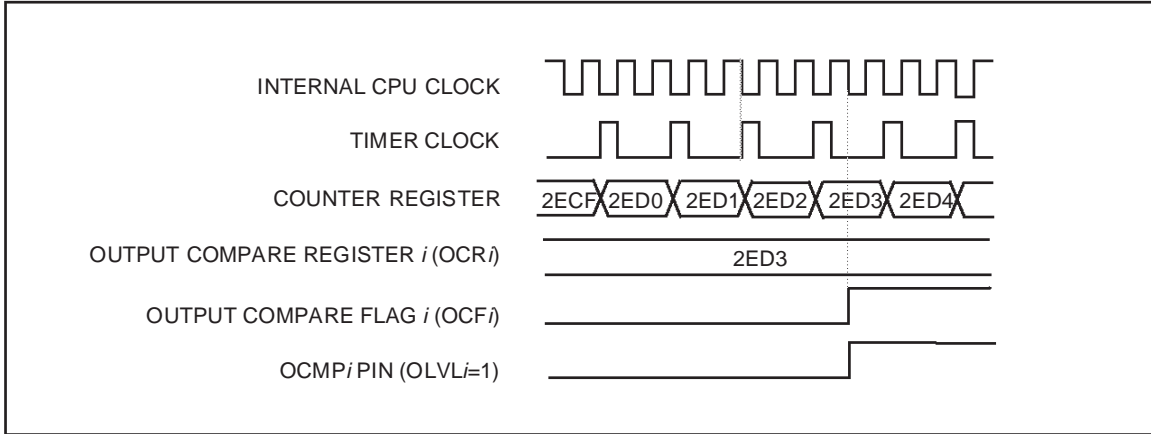 INTERNAL CPU CLOCK
TIMER CLOCK
COUNTER REGISTER
2ECF 2ED0 2ED1 2ED2 2ED3 2ED4
OUTPUT COMPARE REGISTER i (OCRi)
2ED3
OUTPUT COMPARE FLAG i (OCFi)
OCMPi PIN (OLVLi=1)